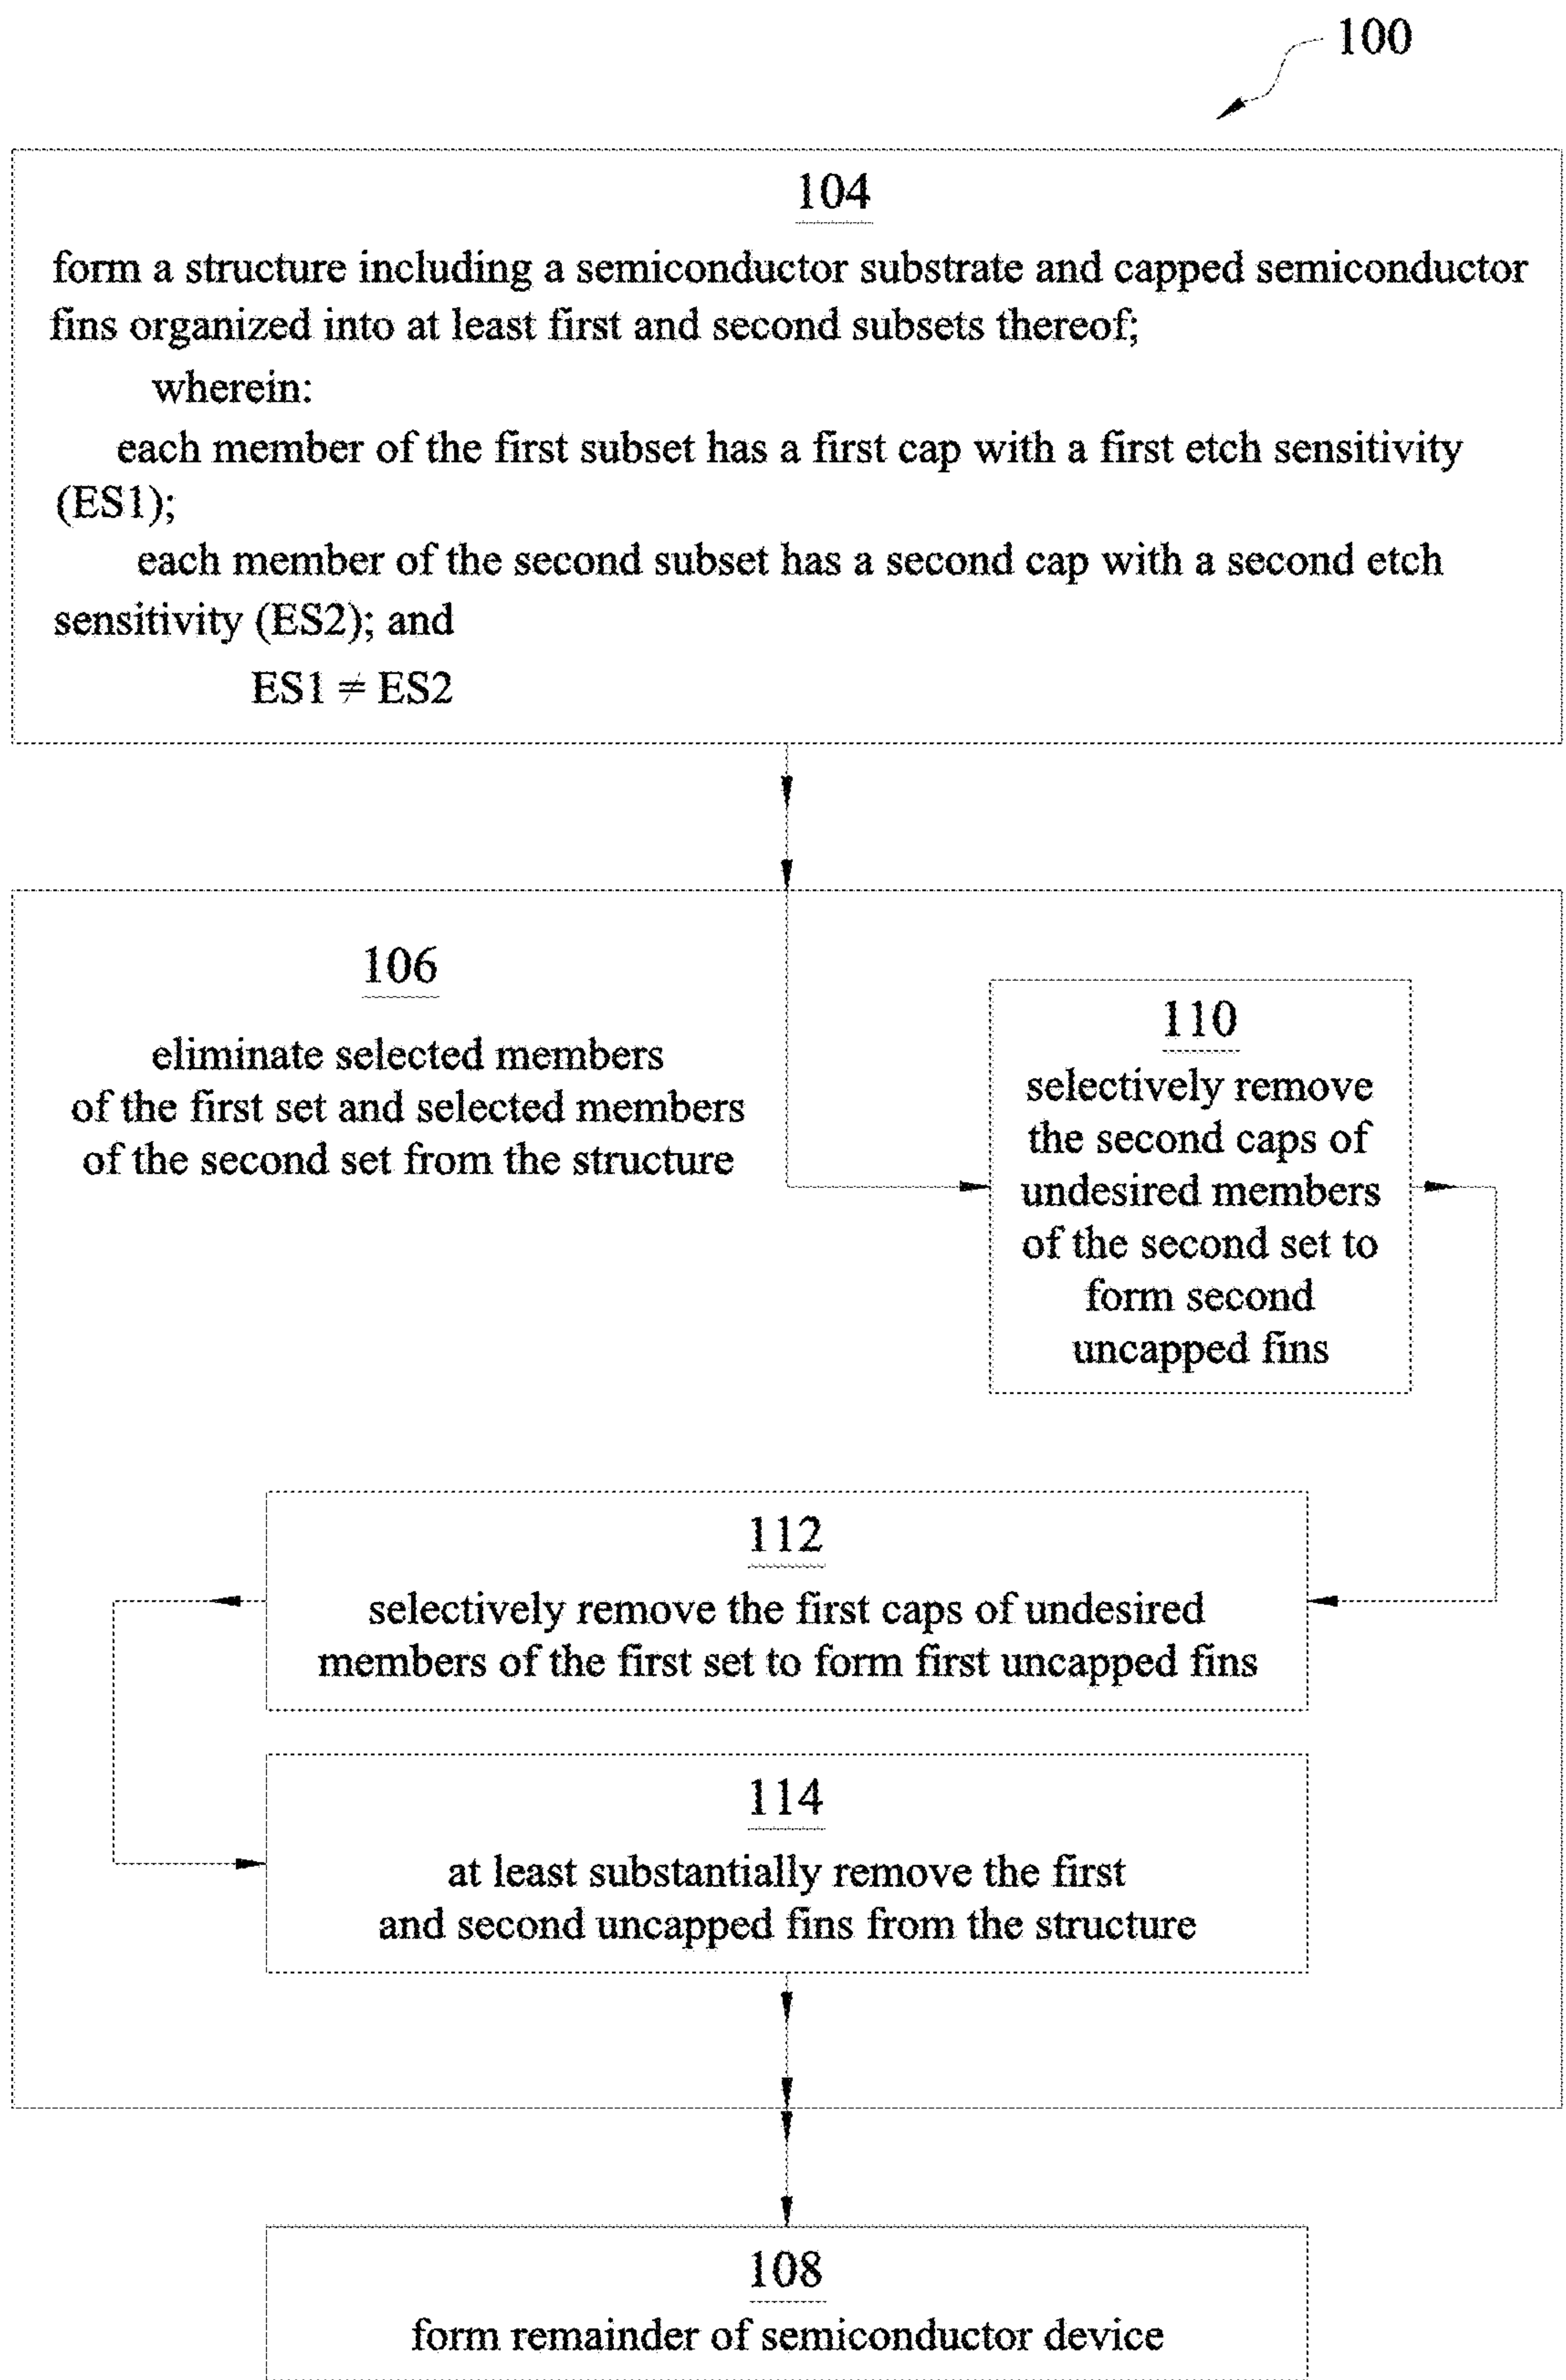 100
104
form a structure including a semiconductor substrate and capped semiconductor
fins organized into at least first and second subsets thereof;
wherein:
each member of the first subset has a first cap with a first etch sensitivity
(ES1);
each member of the second subset has a second cap with a second etch
sensitivity (ES2); and
ES1 ≠ ES2
106
eliminate selected members
of the first set and selected members
of the second set from the structure
110
selectively remove
the second caps of
undesired members
of the second set to
form second
uncapped fins
112
selectively remove the first caps of undesired
members of the first set to form first uncapped fins
114
at least substantially remove the first
and second uncapped fins from the structure
108
form remainder of semiconductor device